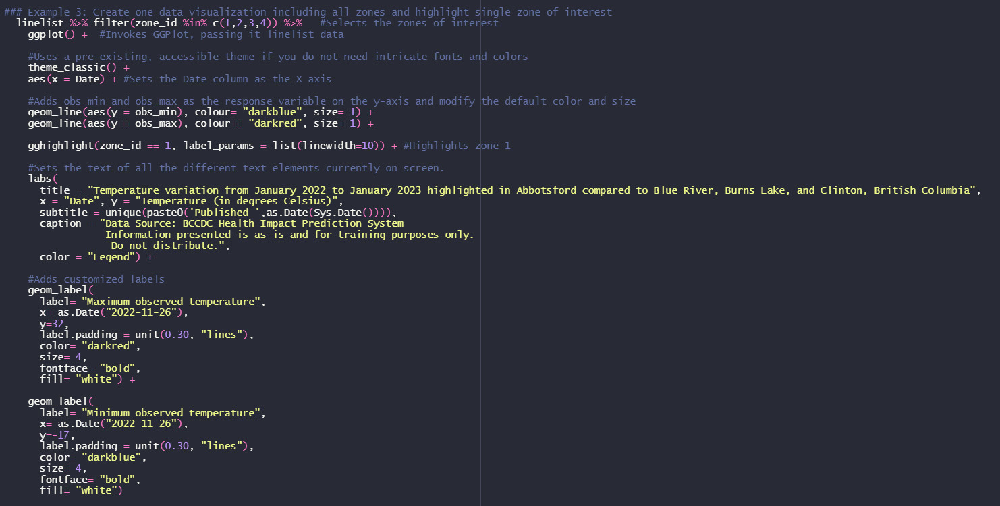 ### Example 3: Create one data visualization including all zones and highlight single zone of interest
  linelist %>% filter(zone_id %in% c(1,2,3,4)) %>%   #Selects the zones of interest
    ggplot() +  #Invokes GGPlot, passing it linelist data

    #Uses a pre-existing, accessible theme if you do not need intricate fonts and colors
    theme_classic() +
    aes(x = Date) + #Sets the Date column as the X axis

    #Adds obs_min and obs_max as the response variable on the y-axis and modify the default color and size
    geom_line(aes(y = obs_min), colour= "darkblue", size= 1) +
    geom_line(aes(y = obs_max), colour = "darkred", size= 1) +

    gghighlight(zone_id == 1, label_params = list(linewidth=10)) + #Highlights zone 1

    #Sets the text of all the different text elements currently on screen.
    labs(
      title = "Temperature variation from January 2022 to January 2023 highlighted in Abbotsford compared to Blue River, Burns Lake, and Clinton, British Columbia",
      x = "Date", y = "Temperature (in degrees Celsius)",
      subtitle = unique(paste0('Published ',as.Date(Sys.Date()))),
      caption = "Data Source: BCCDC Health Impact Prediction System
                 Information presented is as-is and for training purposes only.
                  Do not distribute.",
      color = "Legend") +

    #Adds customized labels
    geom_label(
      label= "Maximum observed temperature",
      x= as.Date("2022-11-26"),
      y=32,
      label.padding = unit(0.30, "lines"),
      color= "darkred",
      size= 4,
      fontface= "bold",
      fill= "white") +

    geom_label(
      label= "Minimum observed temperature",
      x= as.Date("2022-11-26"),
      y=-17,
      label.padding = unit(0.30, "lines"),
      color= "darkblue",
      size= 4,
      fontface= "bold",
      fill= "white")